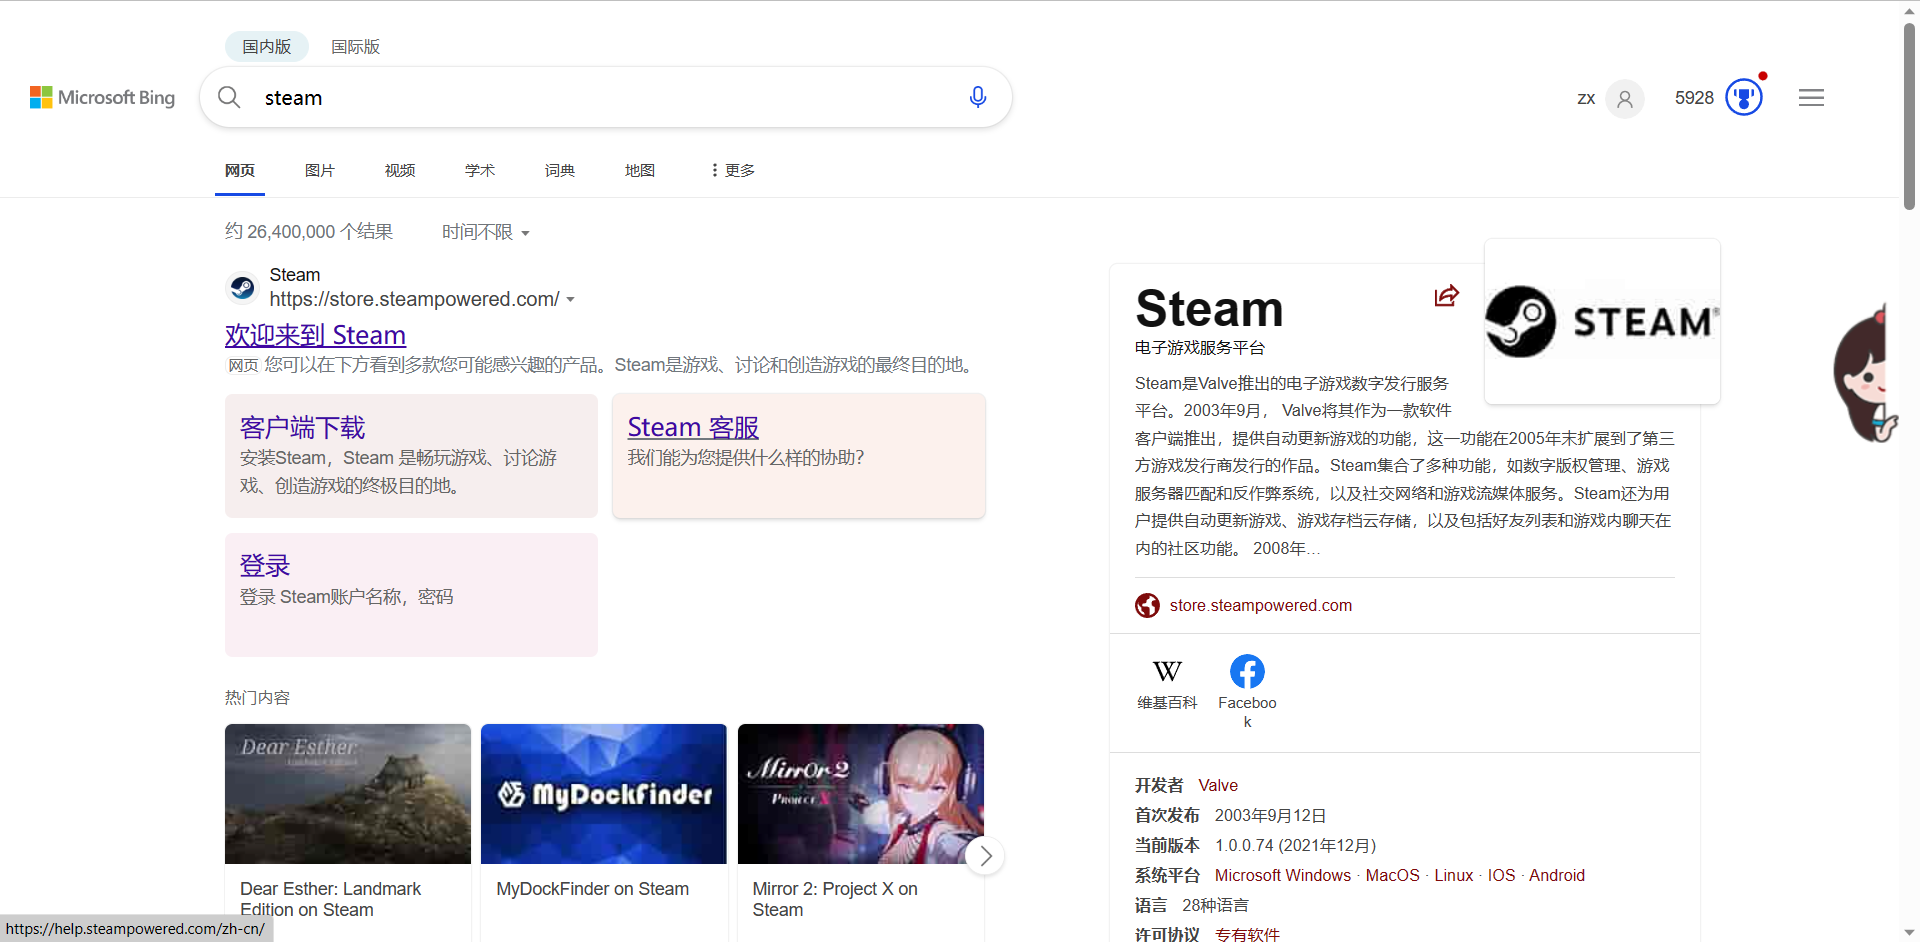 国内版
国际版
Microsoft Bing
steam
zx
5928
网页
图片
视频
学术
词典
地图
更多
约 26,400,000 个结果
时间不限
Steam
https://store.steampowered.com/
欢迎来到 Steam
网页 您可以在下方看到多款您可能感兴趣的产品。Steam是游戏、讨论和创造游戏的最终目的地。
客户端下载
安装Steam，Steam 是畅玩游戏、讨论游
戏、创造游戏的终极目的地。
Steam 客服
我们能为您提供什么样的协助?
登录
登录 Steam账户名称，密码
热门内容
Dear Esther
MyDockFinder
Mirr0r 2
Project X
Dear Esther: Landmark
Edition on Steam
MyDockFinder on Steam
Mirror 2: Project X on
Steam
https://help.steampowered.com/zh-cn/
Steam
电子游戏服务平台
STEAM®
Steam是Valve推出的电子游戏数字发行服务
平台。2003年9月， Valve将其作为一款软件
客户端推出，提供自动更新游戏的功能，这一功能在2005年末扩展到了第三
方游戏发行商发行的作品。Steam集合了多种功能，如数字版权管理、游戏
服务器匹配和反作弊系统，以及社交网络和游戏流媒体服务。Steam还为用
户提供自动更新游戏、游戏存档云存储，以及包括好友列表和游戏内聊天在
内的社区功能。 2008年...
store.steampowered.com
W
维基百科
Faceboo
k
开发者 Valve
首次发布 2003年9月12日
当前版本 1.0.0.74 (2021年12月)
系统平台 Microsoft Windows · MacOS · Linux · IOS · Android
语言 28种语言
许可协议 专有软件